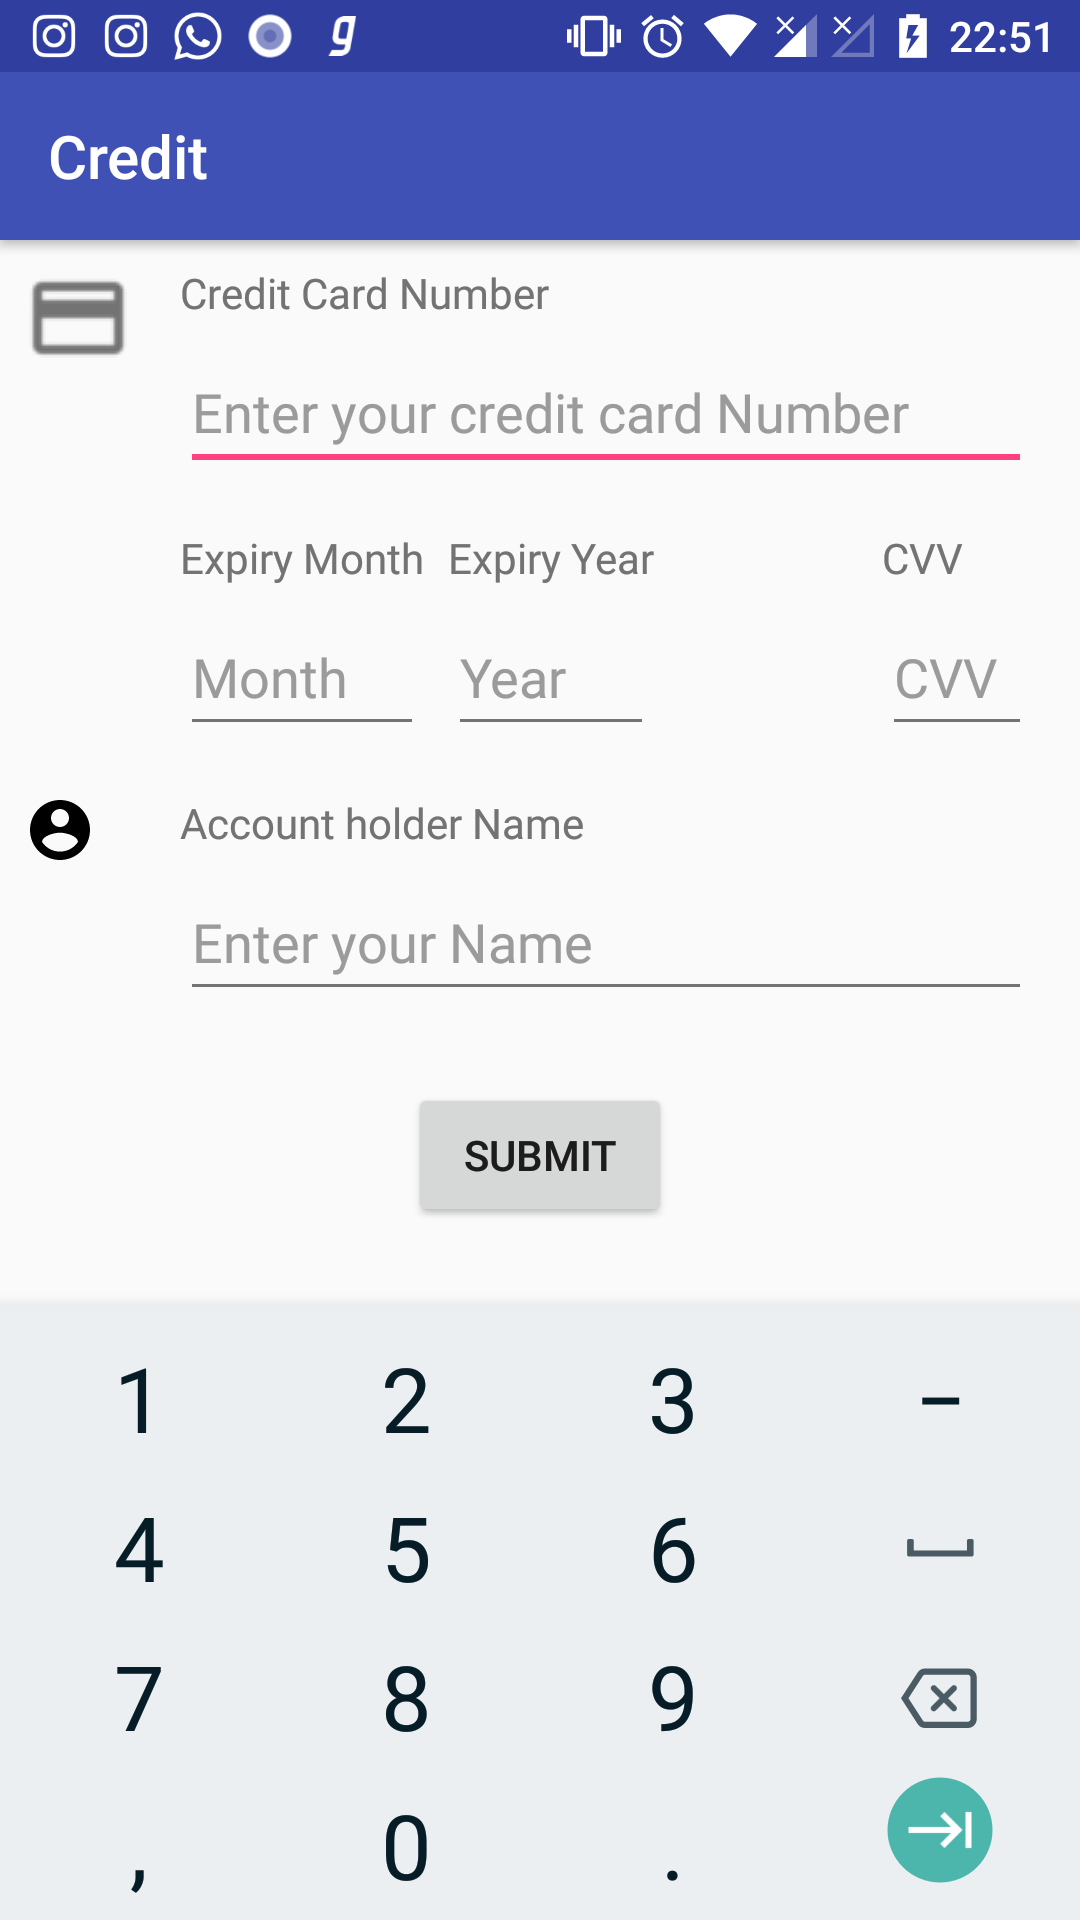 22:51
Credit
Credit Card Number
Enter your credit card Number
Expiry Month Expiry Year CVV
Month Year CVV
Account holder Name
Enter your Name
SUBMIT
1 2 3 –
4 5 6
7 8 9
, 0 .